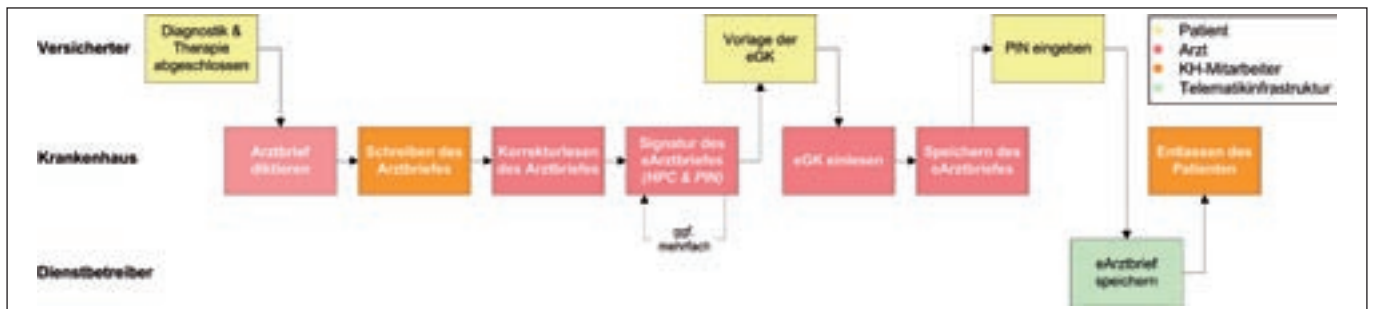 Versicherter
Diagnostik &
Therapie
abgeschlossen
Vorlage der
eGK
PIN eingeben
Patient
Arzt
KH-Mitarbeiter
Telematikinfrastruktur
Krankenhaus
Arztbrief
diktieren
Schreiben des
Arztbriefes
Korrekturlesen
des Arztbriefes
Signatur des
eArztbriefes
(HPC & PIN)
eGK einlesen
Speichern des
eArztbriefes
Entlassen des
Patienten
ggf.
mehrfach
Dienstbetreiber
eArztbrief
speichern